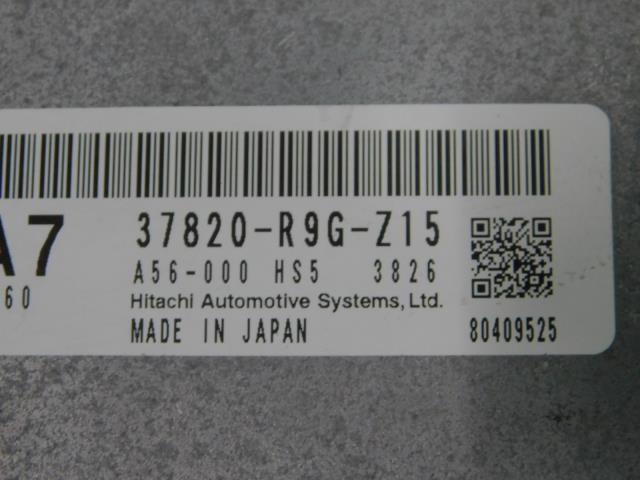 A7 37820-R9G-Z15
60 A56-000 HS5 3826
Hitachi Automotive Systems, Ltd.
MADE IN JAPAN 80409525